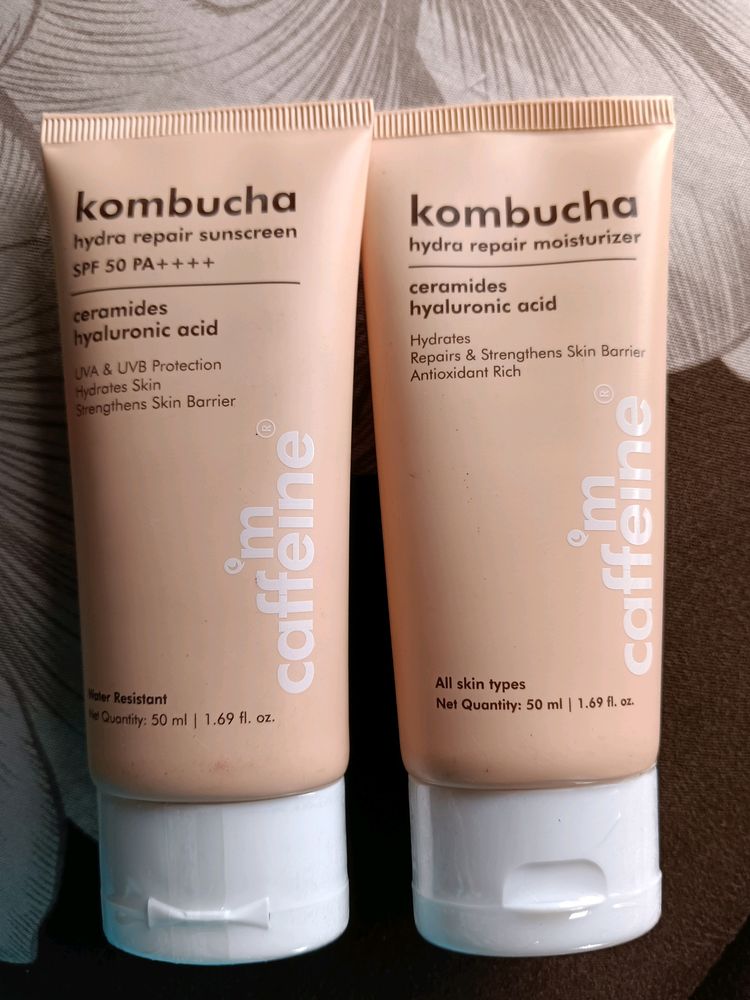 kombucha
hydra repair sunscreen
SPF 50 PA++++
ceramides
hyaluronic acid
UVA & UVB Protection
Hydrates Skin
Strengthens Skin Barrier
m
caffeine
®
Water Resistant
Net Quantity: 50 ml | 1.69 fl. oz.
kombucha
hydra repair moisturizer
ceramides
hyaluronic acid
Hydrates
Repairs & Strengthens Skin Barrier
Antioxidant Rich
m
caffeine
®
All skin types
Net Quantity: 50 ml | 1.69 fl. oz.